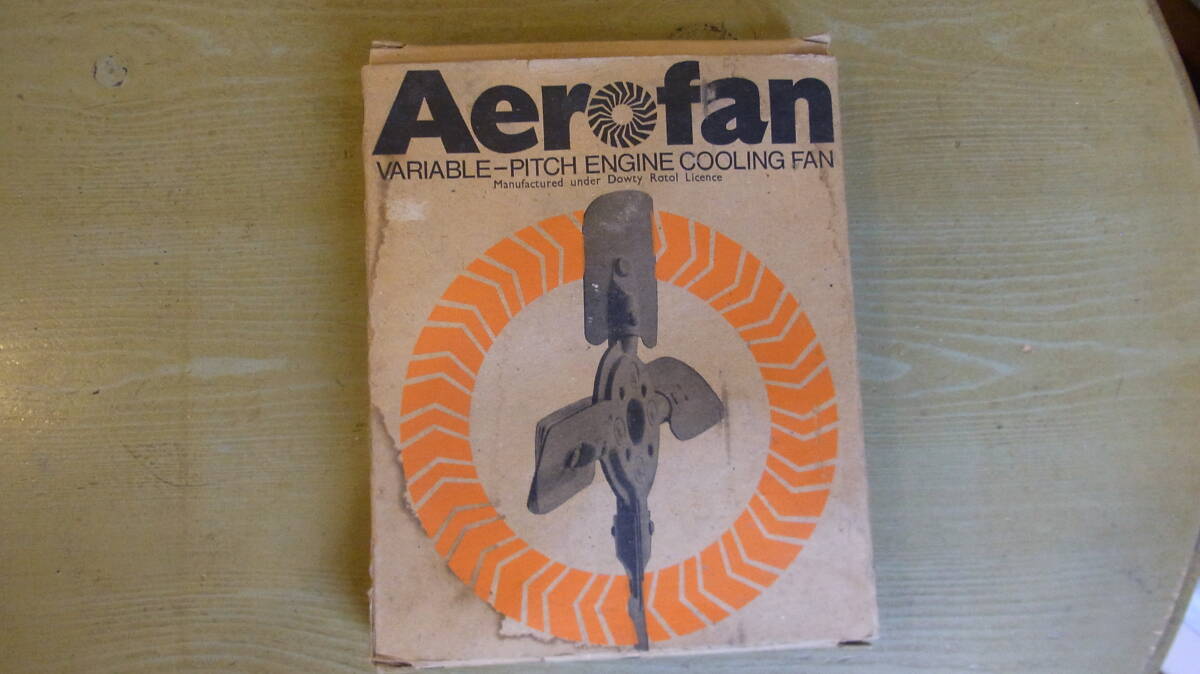 Aerofan
VARIABLE-PITCH ENGINE COOLING FAN
Manufactured under Dowty Rotol Licence